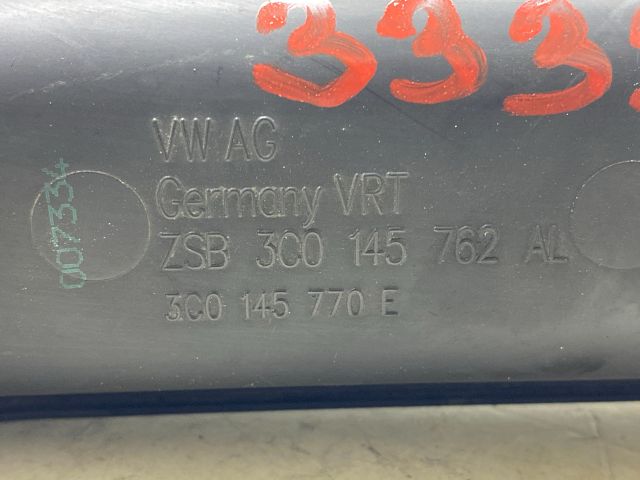 333
VW AG
Germany VRT
ZSB 3C0 145 762 AL
3C0 145 770 E
007334